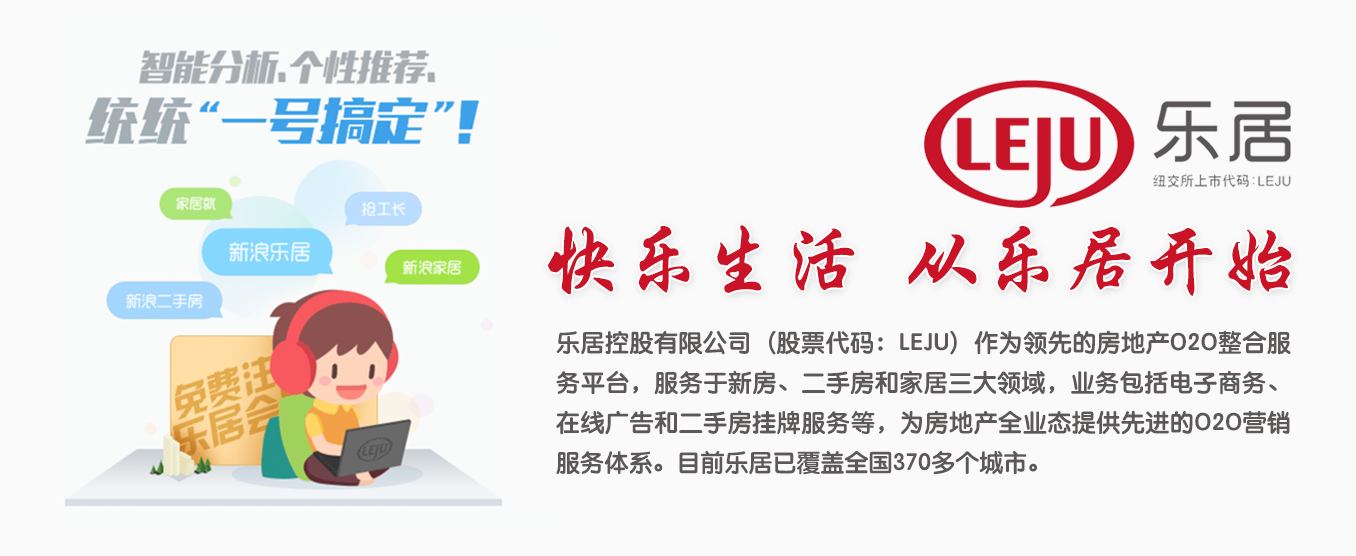 智能分析、个性推荐、
统统“一号搞定”!
家居就
抢工长
新浪乐居
新浪家居
新浪二手房
免费注
乐居会
LEJU
LEJU
乐居
纽交所上市代码:LEJU
快乐生活 从乐居开始
乐居控股有限公司（股票代码：LEJU）作为领先的房地产O2O整合服
务平台，服务于新房、二手房和家居三大领域，业务包括电子商务、
在线广告和二手房挂牌服务等，为房地产全业态提供先进的O2O营销
服务体系。目前乐居已覆盖全国370多个城市。